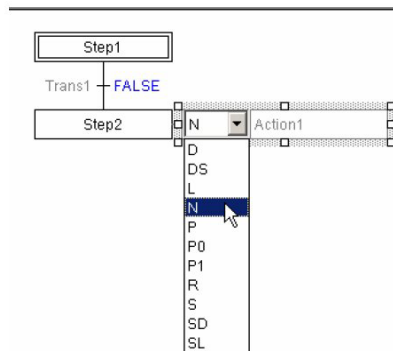 Step1
Trans1 FALSE
Step2 N Action1
D
DS
L
N
P
P0
P1
R
S
SD
SL